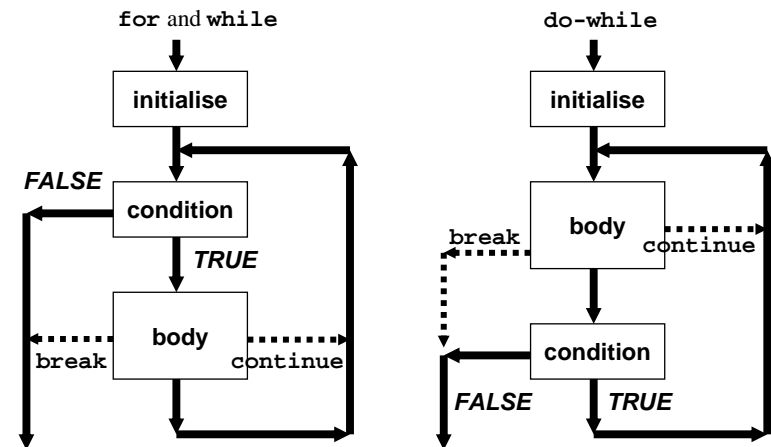 for and while
initialise
FALSE
condition
TRUE
body
break
continue
do-while
initialise
body
break
continue
condition
FALSE
TRUE